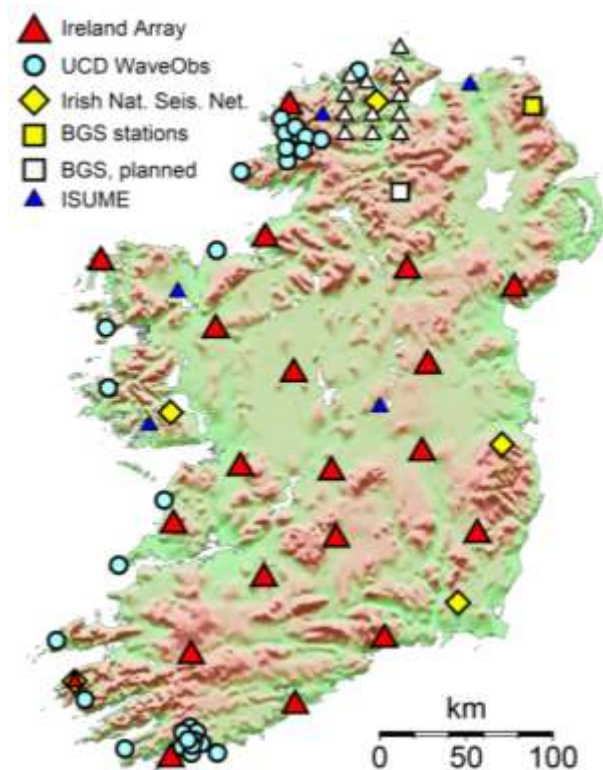 Ireland Array
UCD WaveObs
Irish Nat. Seis. Net.
BGS stations
BGS, planned
ISUME
km
0 50 100